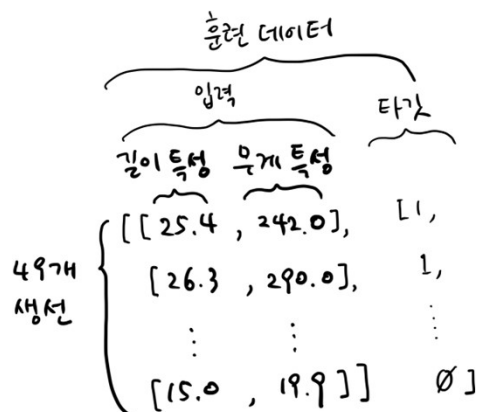 훈련 데이터
입력 타깃
길이 특성 무게 특성
[[25.4, 242.0], [1,
49개 [26.3, 290.0], 1,
생선
⋮ ⋮ ⋮
[15.0, 19.9]] 0]